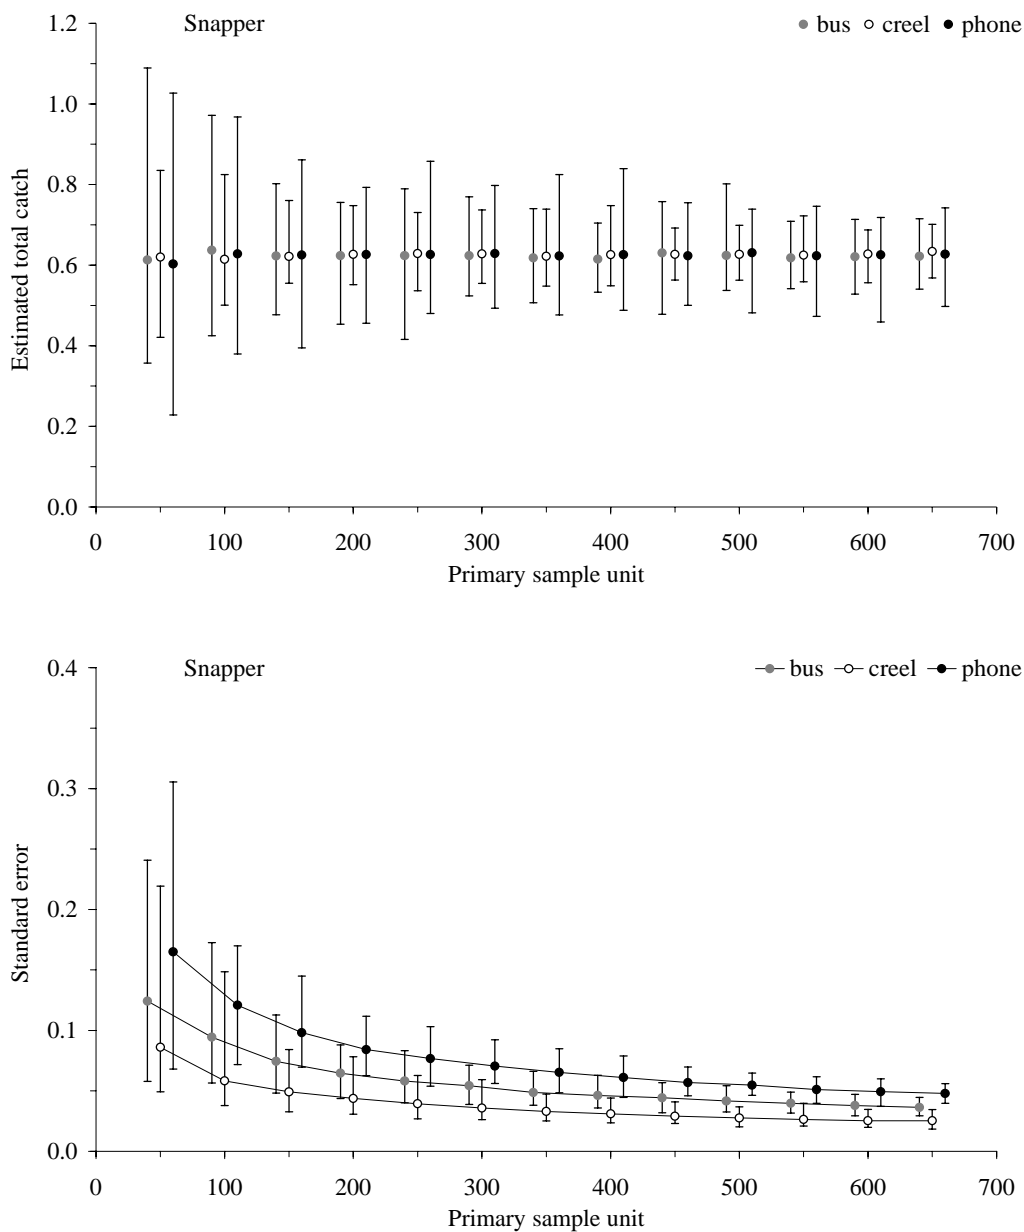 Snapper
bus creel phone
1.2
1.0
0.8
0.6
0.4
0.2
0.0
Estimated total catch
0 100 200 300 400 500 600 700
Primary sample unit
Snapper
bus creel phone
0.4
0.3
0.2
0.1
0.0
Standard error
0 100 200 300 400 500 600 700
Primary sample unit